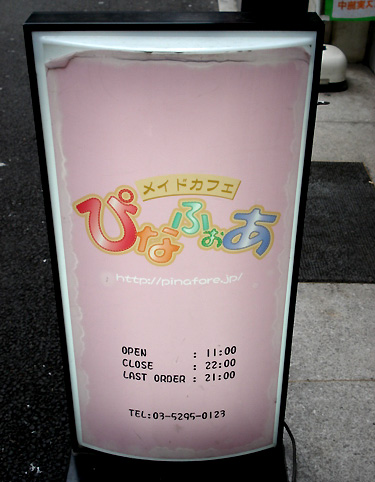 メイドカフェ
ぴなふぉあ
http://pinafore.jp/
OPEN : 11:00
CLOSE : 22:00
LAST ORDER : 21:00
TEL:03-5295-0123